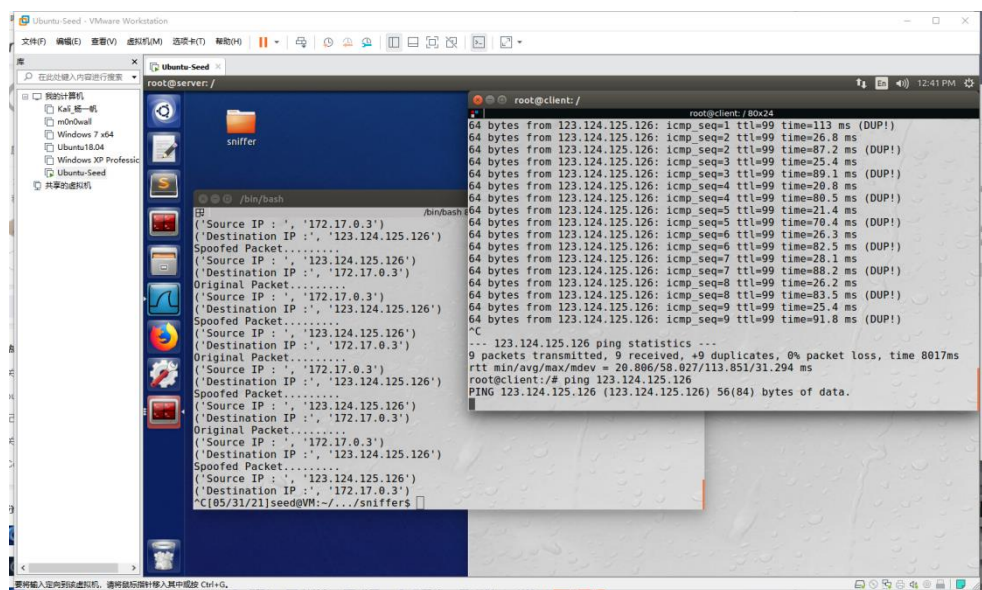 Ubuntu-Seed - VMware Workstation
文件(F) 编辑(E) 查看(V) 虚拟机(M) 选项卡(T) 帮助(H)
库
在此处键入内容进行搜索
我的计算机
Kali_杨一帆
m0n0wall
Windows 7 x64
Ubuntu18.04
Windows XP Professic
Ubuntu-Seed
共享的虚拟机
Ubuntu-Seed
root@server: /
En 12:41 PM
sniffer
/bin/bash
/bin/bash
('Source IP : ', '172.17.0.3')
('Destination IP :', '123.124.125.126')
Spoofed Packet.........
('Source IP : ', '123.124.125.126')
('Destination IP :', '172.17.0.3')
Original Packet.........
('Source IP : ', '172.17.0.3')
('Destination IP :', '123.124.125.126')
Spoofed Packet.........
('Source IP : ', '123.124.125.126')
('Destination IP :', '172.17.0.3')
Original Packet.........
('Source IP : ', '172.17.0.3')
('Destination IP :', '123.124.125.126')
Spoofed Packet.........
('Source IP : ', '123.124.125.126')
('Destination IP :', '172.17.0.3')
Original Packet.........
('Source IP : ', '172.17.0.3')
('Destination IP :', '123.124.125.126')
Spoofed Packet.........
('Source IP : ', '123.124.125.126')
('Destination IP :', '172.17.0.3')
^C[05/31/21]seed@VM:~/.../sniffer$
root@client: /
root@client: / 80x24
64 bytes from 123.124.125.126: icmp_seq=1 ttl=99 time=113 ms (DUP!)
64 bytes from 123.124.125.126: icmp_seq=2 ttl=99 time=26.8 ms
64 bytes from 123.124.125.126: icmp_seq=2 ttl=99 time=87.2 ms (DUP!)
64 bytes from 123.124.125.126: icmp_seq=3 ttl=99 time=25.4 ms
64 bytes from 123.124.125.126: icmp_seq=3 ttl=99 time=89.1 ms (DUP!)
64 bytes from 123.124.125.126: icmp_seq=4 ttl=99 time=20.8 ms
64 bytes from 123.124.125.126: icmp_seq=4 ttl=99 time=80.5 ms (DUP!)
64 bytes from 123.124.125.126: icmp_seq=5 ttl=99 time=21.4 ms
64 bytes from 123.124.125.126: icmp_seq=5 ttl=99 time=70.4 ms (DUP!)
64 bytes from 123.124.125.126: icmp_seq=6 ttl=99 time=26.3 ms
64 bytes from 123.124.125.126: icmp_seq=6 ttl=99 time=82.5 ms (DUP!)
64 bytes from 123.124.125.126: icmp_seq=7 ttl=99 time=28.1 ms
64 bytes from 123.124.125.126: icmp_seq=7 ttl=99 time=88.2 ms (DUP!)
64 bytes from 123.124.125.126: icmp_seq=8 ttl=99 time=26.2 ms
64 bytes from 123.124.125.126: icmp_seq=8 ttl=99 time=83.5 ms (DUP!)
64 bytes from 123.124.125.126: icmp_seq=9 ttl=99 time=25.4 ms
64 bytes from 123.124.125.126: icmp_seq=9 ttl=99 time=91.8 ms (DUP!)
^C
--- 123.124.125.126 ping statistics ---
9 packets transmitted, 9 received, +9 duplicates, 0% packet loss, time 8017ms
rtt min/avg/max/mdev = 20.806/58.027/113.851/31.294 ms
root@client:/# ping 123.124.125.126
PING 123.124.125.126 (123.124.125.126) 56(84) bytes of data.
要将输入定向到该虚拟机，请将鼠标指针移入其中或按 Ctrl+G。